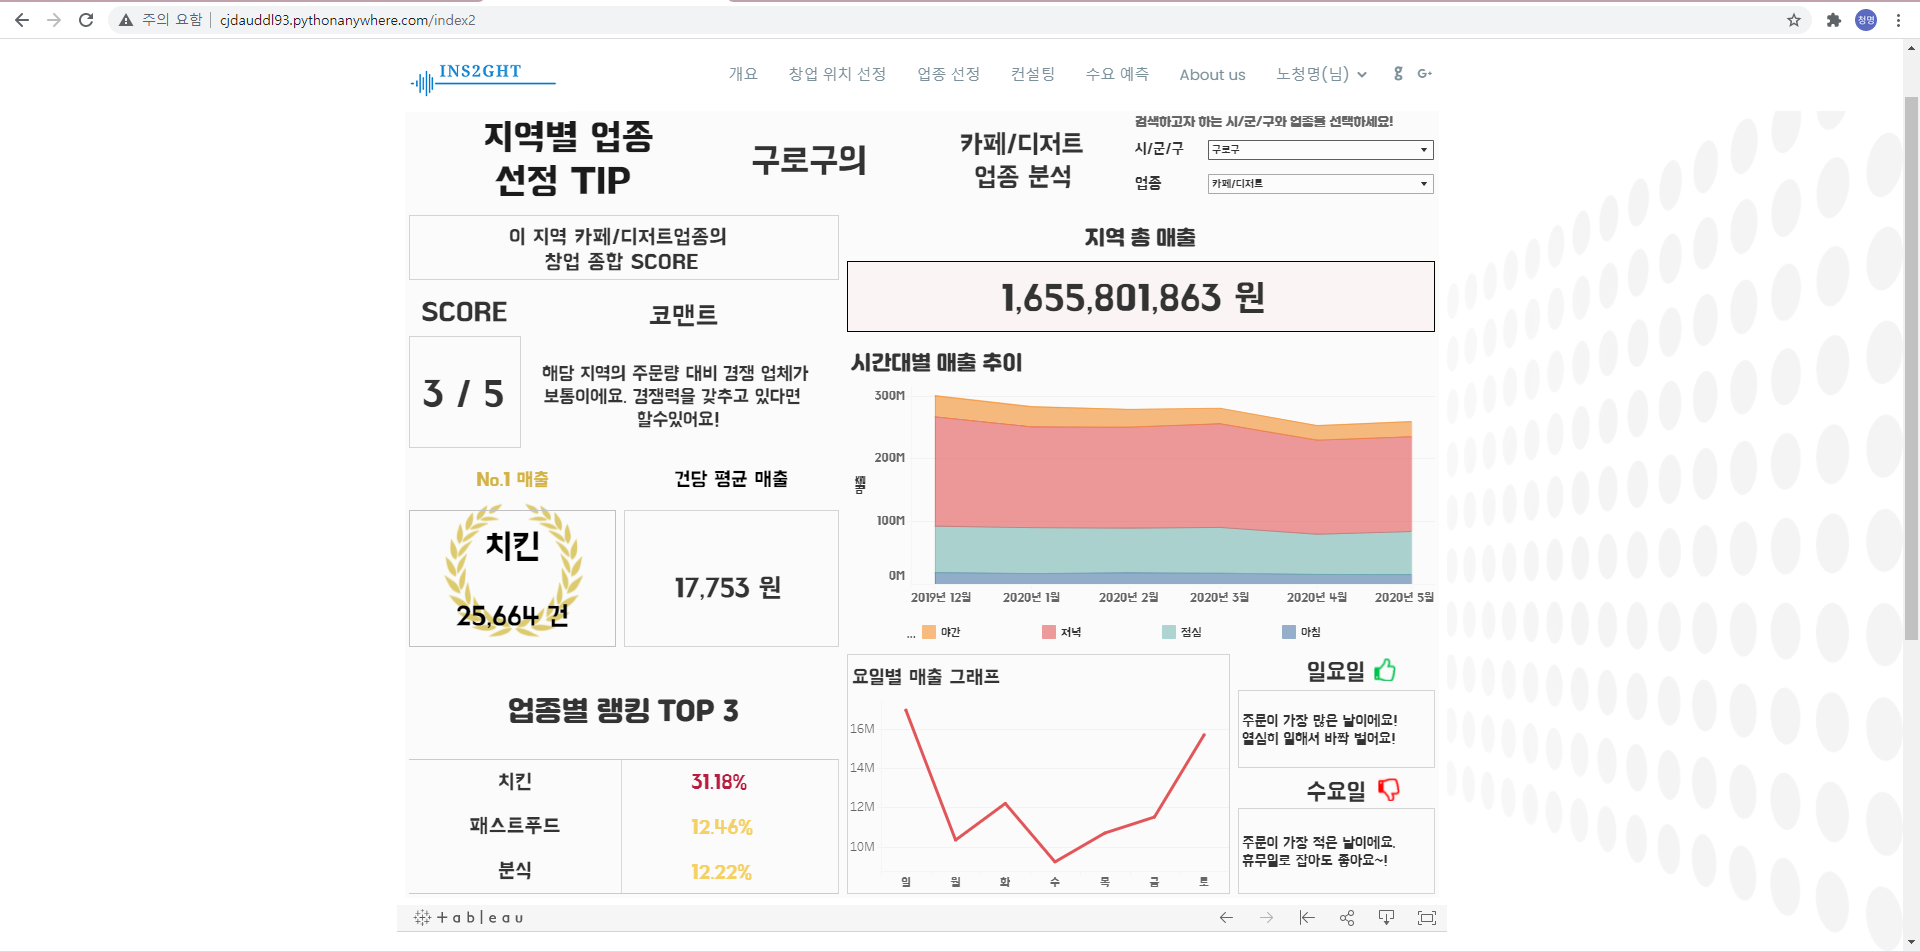 주의 요함
cjdauddl93.pythonanywhere.com/index2
청명
INS2GHT
개요
창업 위치 선정
업종 선정
컨설팅
수요 예측
About us
노청명(님)
G+
지역별 업종
선정 TIP
구로구의
카페/디저트
업종 분석
검색하고자 하는 시/군/구와 업종을 선택하세요!
시/군/구
구로구
업종
카페/디저트
이 지역 카페/디저트업종의
창업 종합 SCORE
SCORE
코맨트
3 / 5
해당 지역의 주문량 대비 경쟁 업체가
보통이에요. 경쟁력을 갖추고 있다면
할수있어요!
No.1 매출
건당 평균 매출
치킨
25,664 건
17,753 원
업종별 랭킹 TOP 3
치킨
31.18%
패스트푸드
12.46%
분식
12.22%
지역 총 매출
1,655,801,863 원
시간대별 매출 추이
300M
200M
100M
0M
2019년 12월
2020년 1월
2020년 2월
2020년 3월
2020년 4월
2020년 5월
...
야간
저녁
점심
아침
요일별 매출 그래프
16M
14M
12M
10M
일
월
화
수
목
금
토
일요일
주문이 가장 많은 날이에요!
열심히 일해서 바짝 벌어요!
수요일
주문이 가장 적은 날이에요.
휴무일로 잡아도 좋아요~!
+ableau